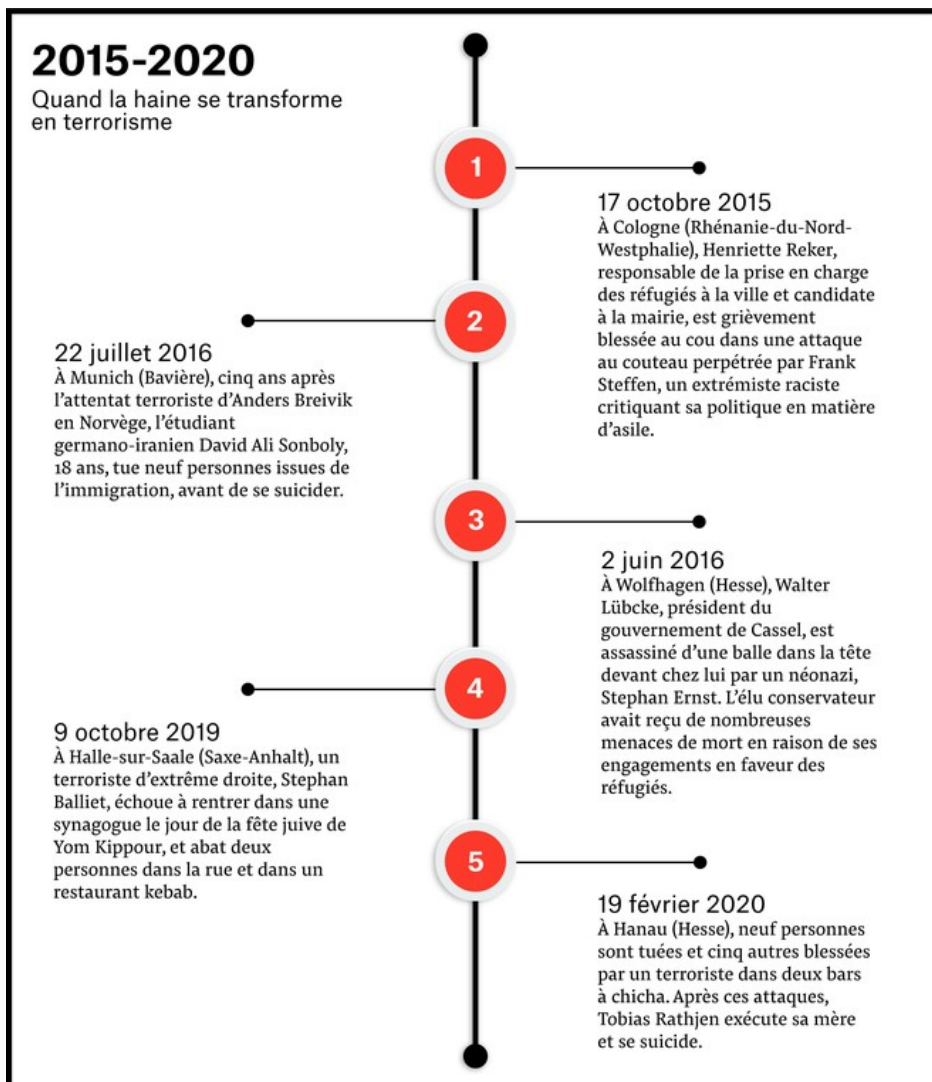 2015-2020
Quand la haine se transforme
en terrorisme
1
17 octobre 2015
À Cologne (Rhénanie-du-Nord-
Westphalie), Henriette Reker,
responsable de la prise en charge
des réfugiés à la ville et candidate
à la mairie, est grièvement
blessée au cou dans une attaque
au couteau perpétrée par Frank
Steffen, un extrémiste raciste
critiquant sa politique en matière
d’asile.
2
22 juillet 2016
À Munich (Bavière), cinq ans après
l’attentat terroriste d’Anders Breivik
en Norvège, l’étudiant
germano-iranien David Ali Sonboly,
18 ans, tue neuf personnes issues de
l’immigration, avant de se suicider.
3
2 juin 2016
À Wolfhagen (Hesse), Walter
Lübcke, président du
gouvernement de Cassel, est
assassiné d’une balle dans la tête
devant chez lui par un néonazi,
Stephan Ernst. L’élu conservateur
avait reçu de nombreuses
menaces de mort en raison de ses
engagements en faveur des
réfugiés.
4
9 octobre 2019
À Halle-sur-Saale (Saxe-Anhalt), un
terroriste d’extrême droite, Stephan
Balliet, échoue à rentrer dans une
synagogue le jour de la fête juive de
Yom Kippour, et abat deux
personnes dans la rue et dans un
restaurant kebab.
5
19 février 2020
À Hanau (Hesse), neuf personnes
sont tuées et cinq autres blessées
par un terroriste dans deux bars
à chicha. Après ces attaques,
Tobias Rathjen exécute sa mère
et se suicide.